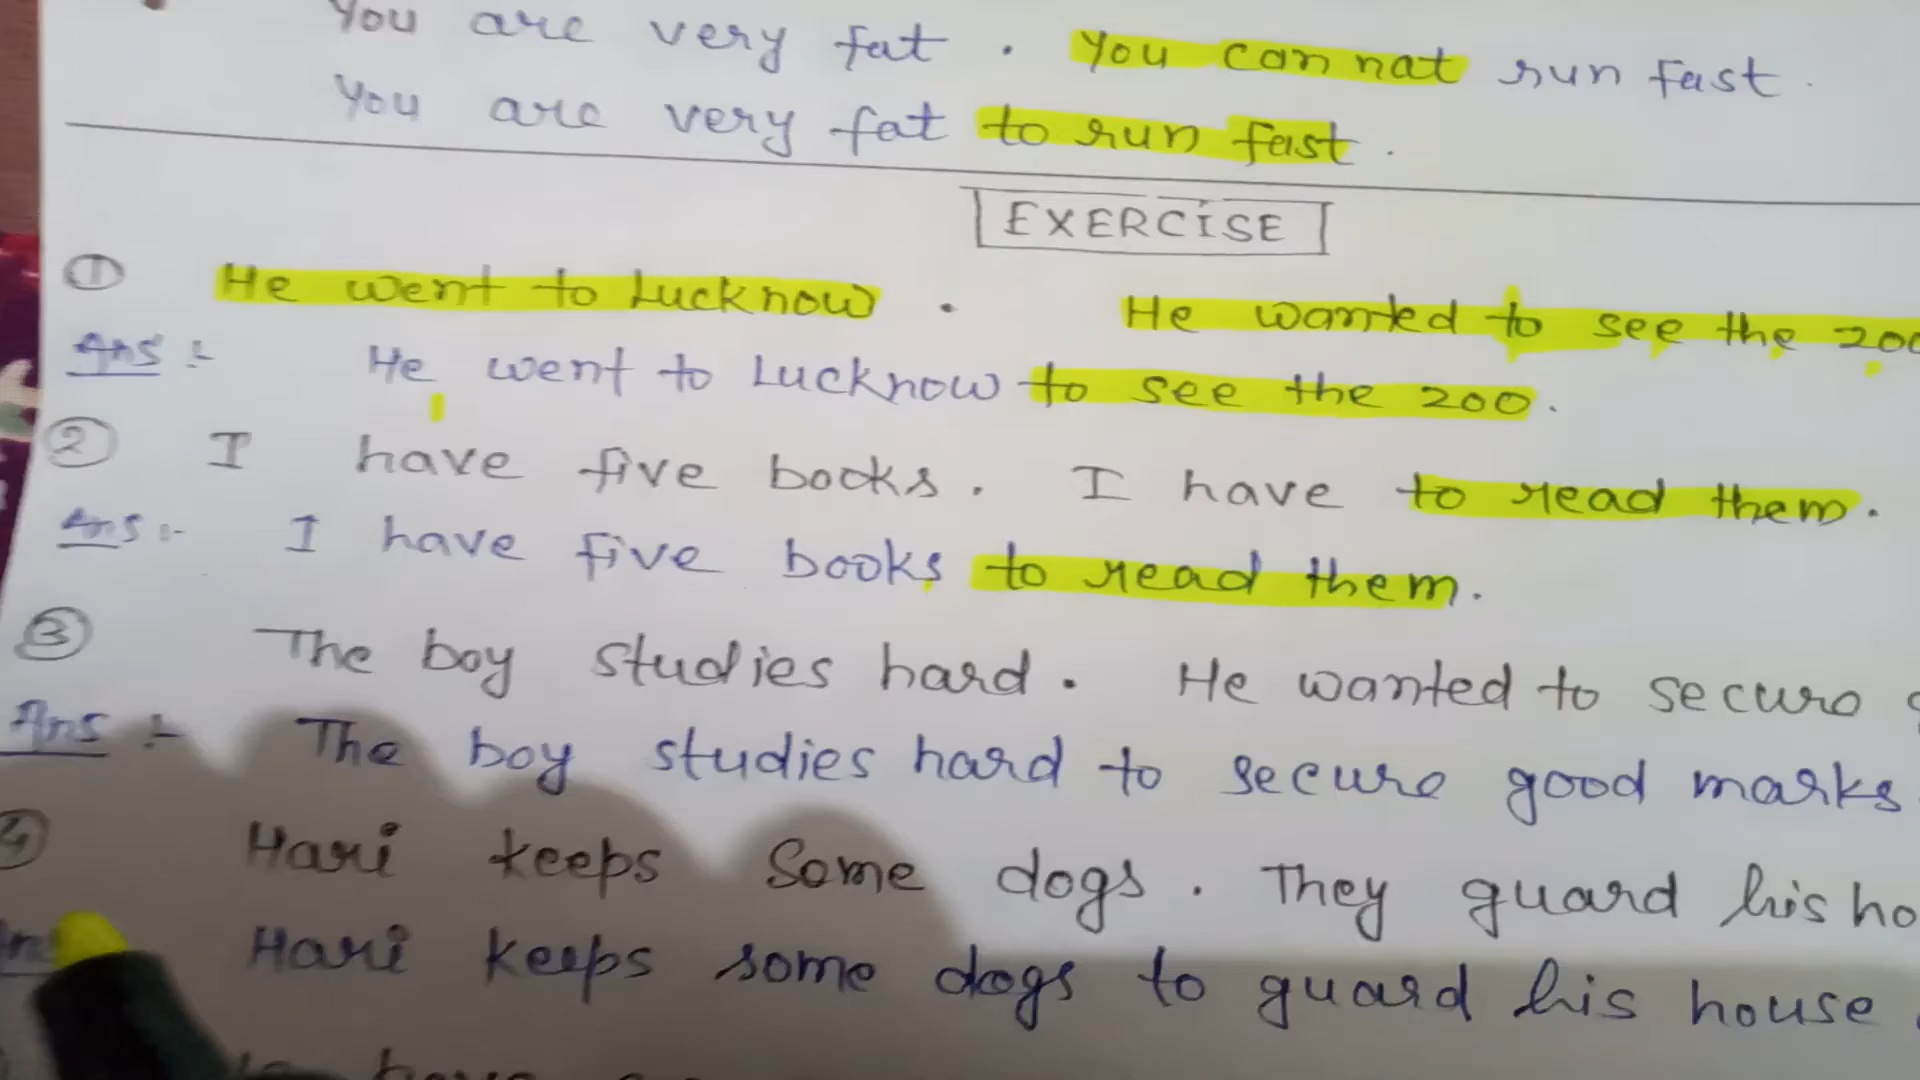 You are very fat . You can nat run fast .
You are very fat to run fast .
EXERCISE
① He went to Lucknow . He wanted to see the zoo
Ans :- He went to Lucknow to see the zoo .
② I have five books . I have to read them .
Ans :- I have five books to read them .
③ The boy studies hard . He wanted to secure
Ans :- The boy studies hard to secure good marks
④ Hari keeps Some dogs . They guard his ho
Ans Hari keeps some dogs to guard his house .
have